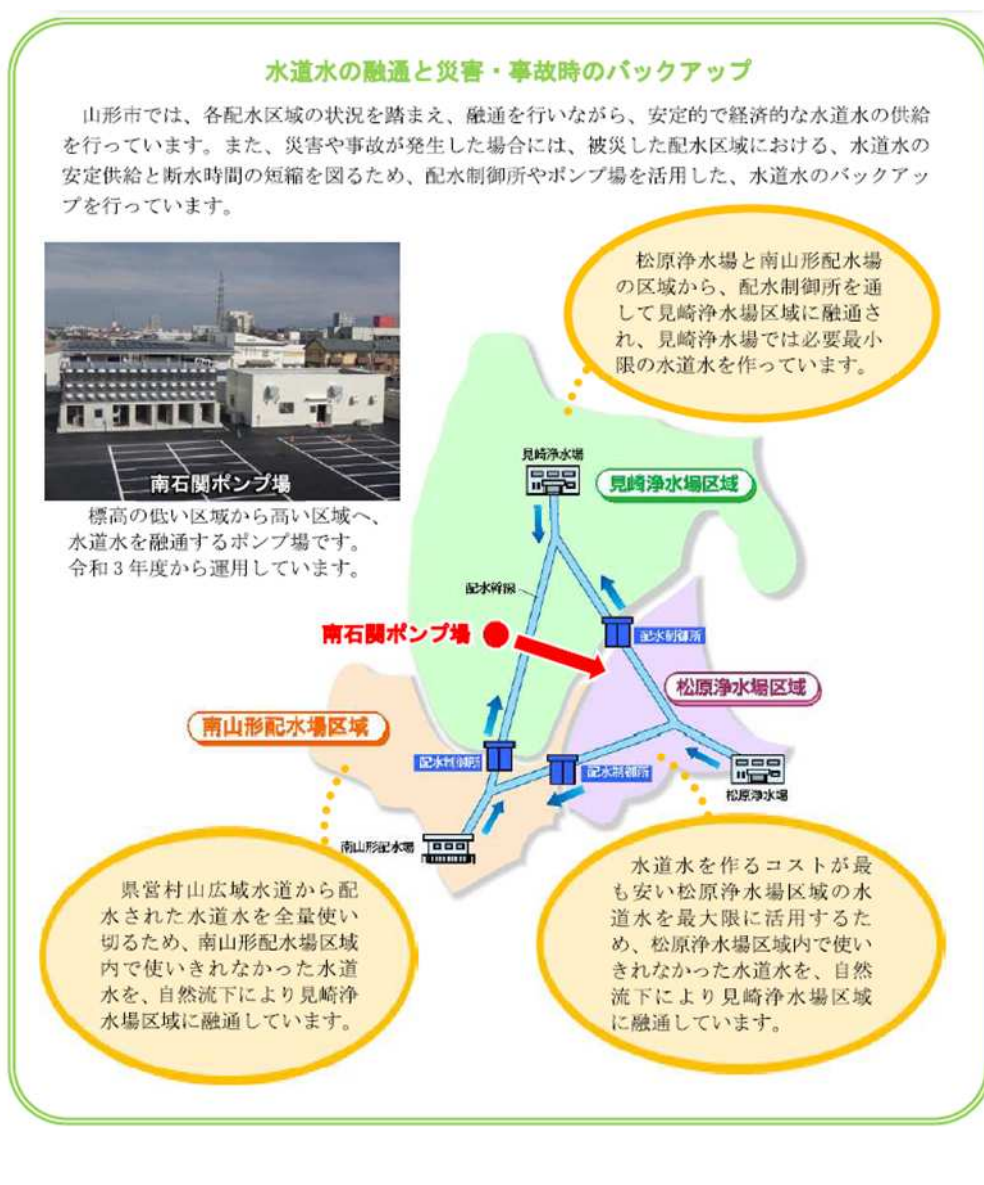 水道水の融通と災害・事故時のバックアップ
山形市では、各配水区域の状況を踏まえ、融通を行いながら、安定的で経済的な水道水の供給
を行っています。また、災害や事故が発生した場合には、被災した配水区域における、水道水の
安定供給と断水時間の短縮を図るため、配水制御所やポンプ場を活用した、水道水のバックアッ
プを行っています。
松原浄水場と南山形配水場
の区域から、配水制御所を通
して見崎浄水場区域に融通さ
れ、見崎浄水場では必要最小
限の水道水を作っています。
南石関ポンプ場
標高の低い区域から高い区域へ、
水道水を融通するポンプ場です。
令和3年度から運用しています。
見崎浄水場
見崎浄水場区域
配水幹線
南石関ポンプ場
配水制御所
松原浄水場区域
南山形配水場区域
配水制御所
配水制御所
松原浄水場
南山形配水場
県営村山広域水道から配
水された水道水を全量使い
切るため、南山形配水場区域
内で使いきれなかった水道
水を、自然流下により見崎浄
水場区域に融通しています。
水道水を作るコストが最
も安い松原浄水場区域の水
道水を最大限に活用するた
め、松原浄水場区域内で使い
きれなかった水道水を、自然
流下により見崎浄水場区域
に融通しています。